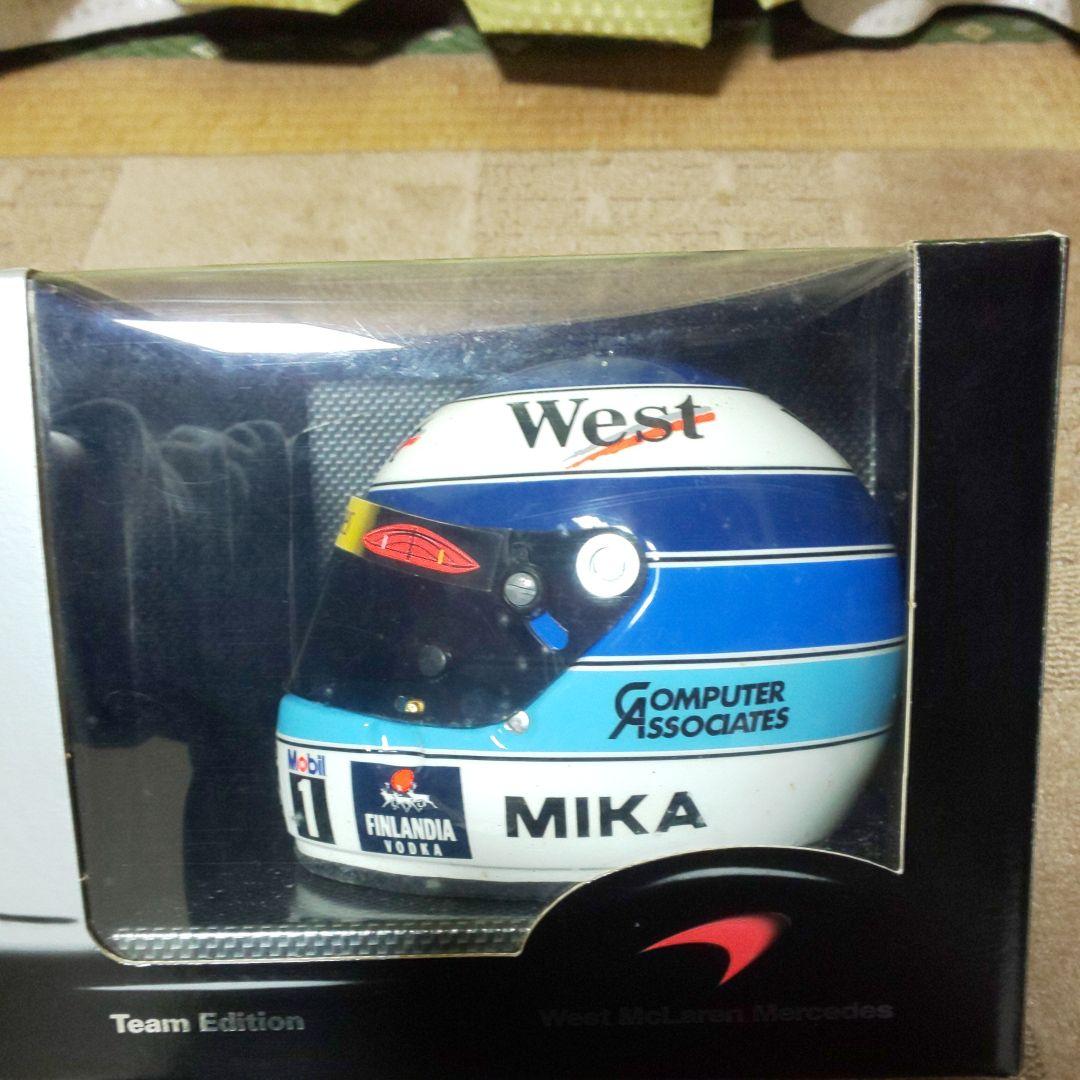 West
COMPUTER
ASSOCIATES
Mobil
1
FINLANDIA
VODKA
MIKA
Team Edition
West McLaren Mercedes